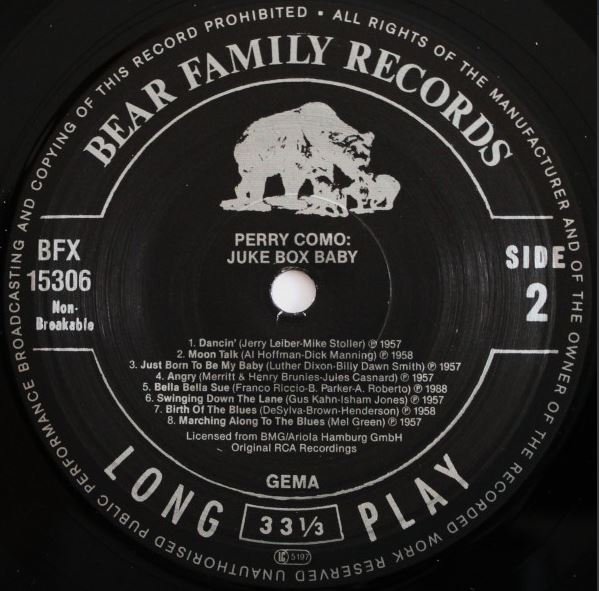 ALL RIGHTS OF THE MANUFACTURER AND OF THE OWNER OF THE RECORDED WORK RESERVED UNAUTHORISED PUBLIC PERFORMANCE BROADCASTING AND COPYING OF THIS RECORD PROHIBITED •
BEAR FAMILY RECORDS
PERRY COMO:
JUKE BOX BABY
BFX
15306
Non-
Breakable
SIDE
2
1. Dancin' (Jerry Leiber-Mike Stoller) ℗ 1957
2. Moon Talk (Al Hoffman-Dick Manning) ℗ 1958
3. Just Born To Be My Baby (Luther Dixon-Billy Dawn Smith) ℗ 1957
4. Angry (Merritt & Henry Brunies-Jules Casnard) ℗ 1957
5. Bella Bella Sue (Franco Riccio-B. Parker-A. Roberto) ℗ 1988
6. Swinging Down The Lane (Gus Kahn-Isham Jones) ℗ 1957
7. Birth Of The Blues (DeSylva-Brown-Henderson) ℗ 1958
8. Marching Along To The Blues (Mel Green) ℗ 1957
Licensed from BMG/Ariola Hamburg GmbH
Original RCA Recordings
GEMA
LONG PLAY
33 1/3
LC 5197